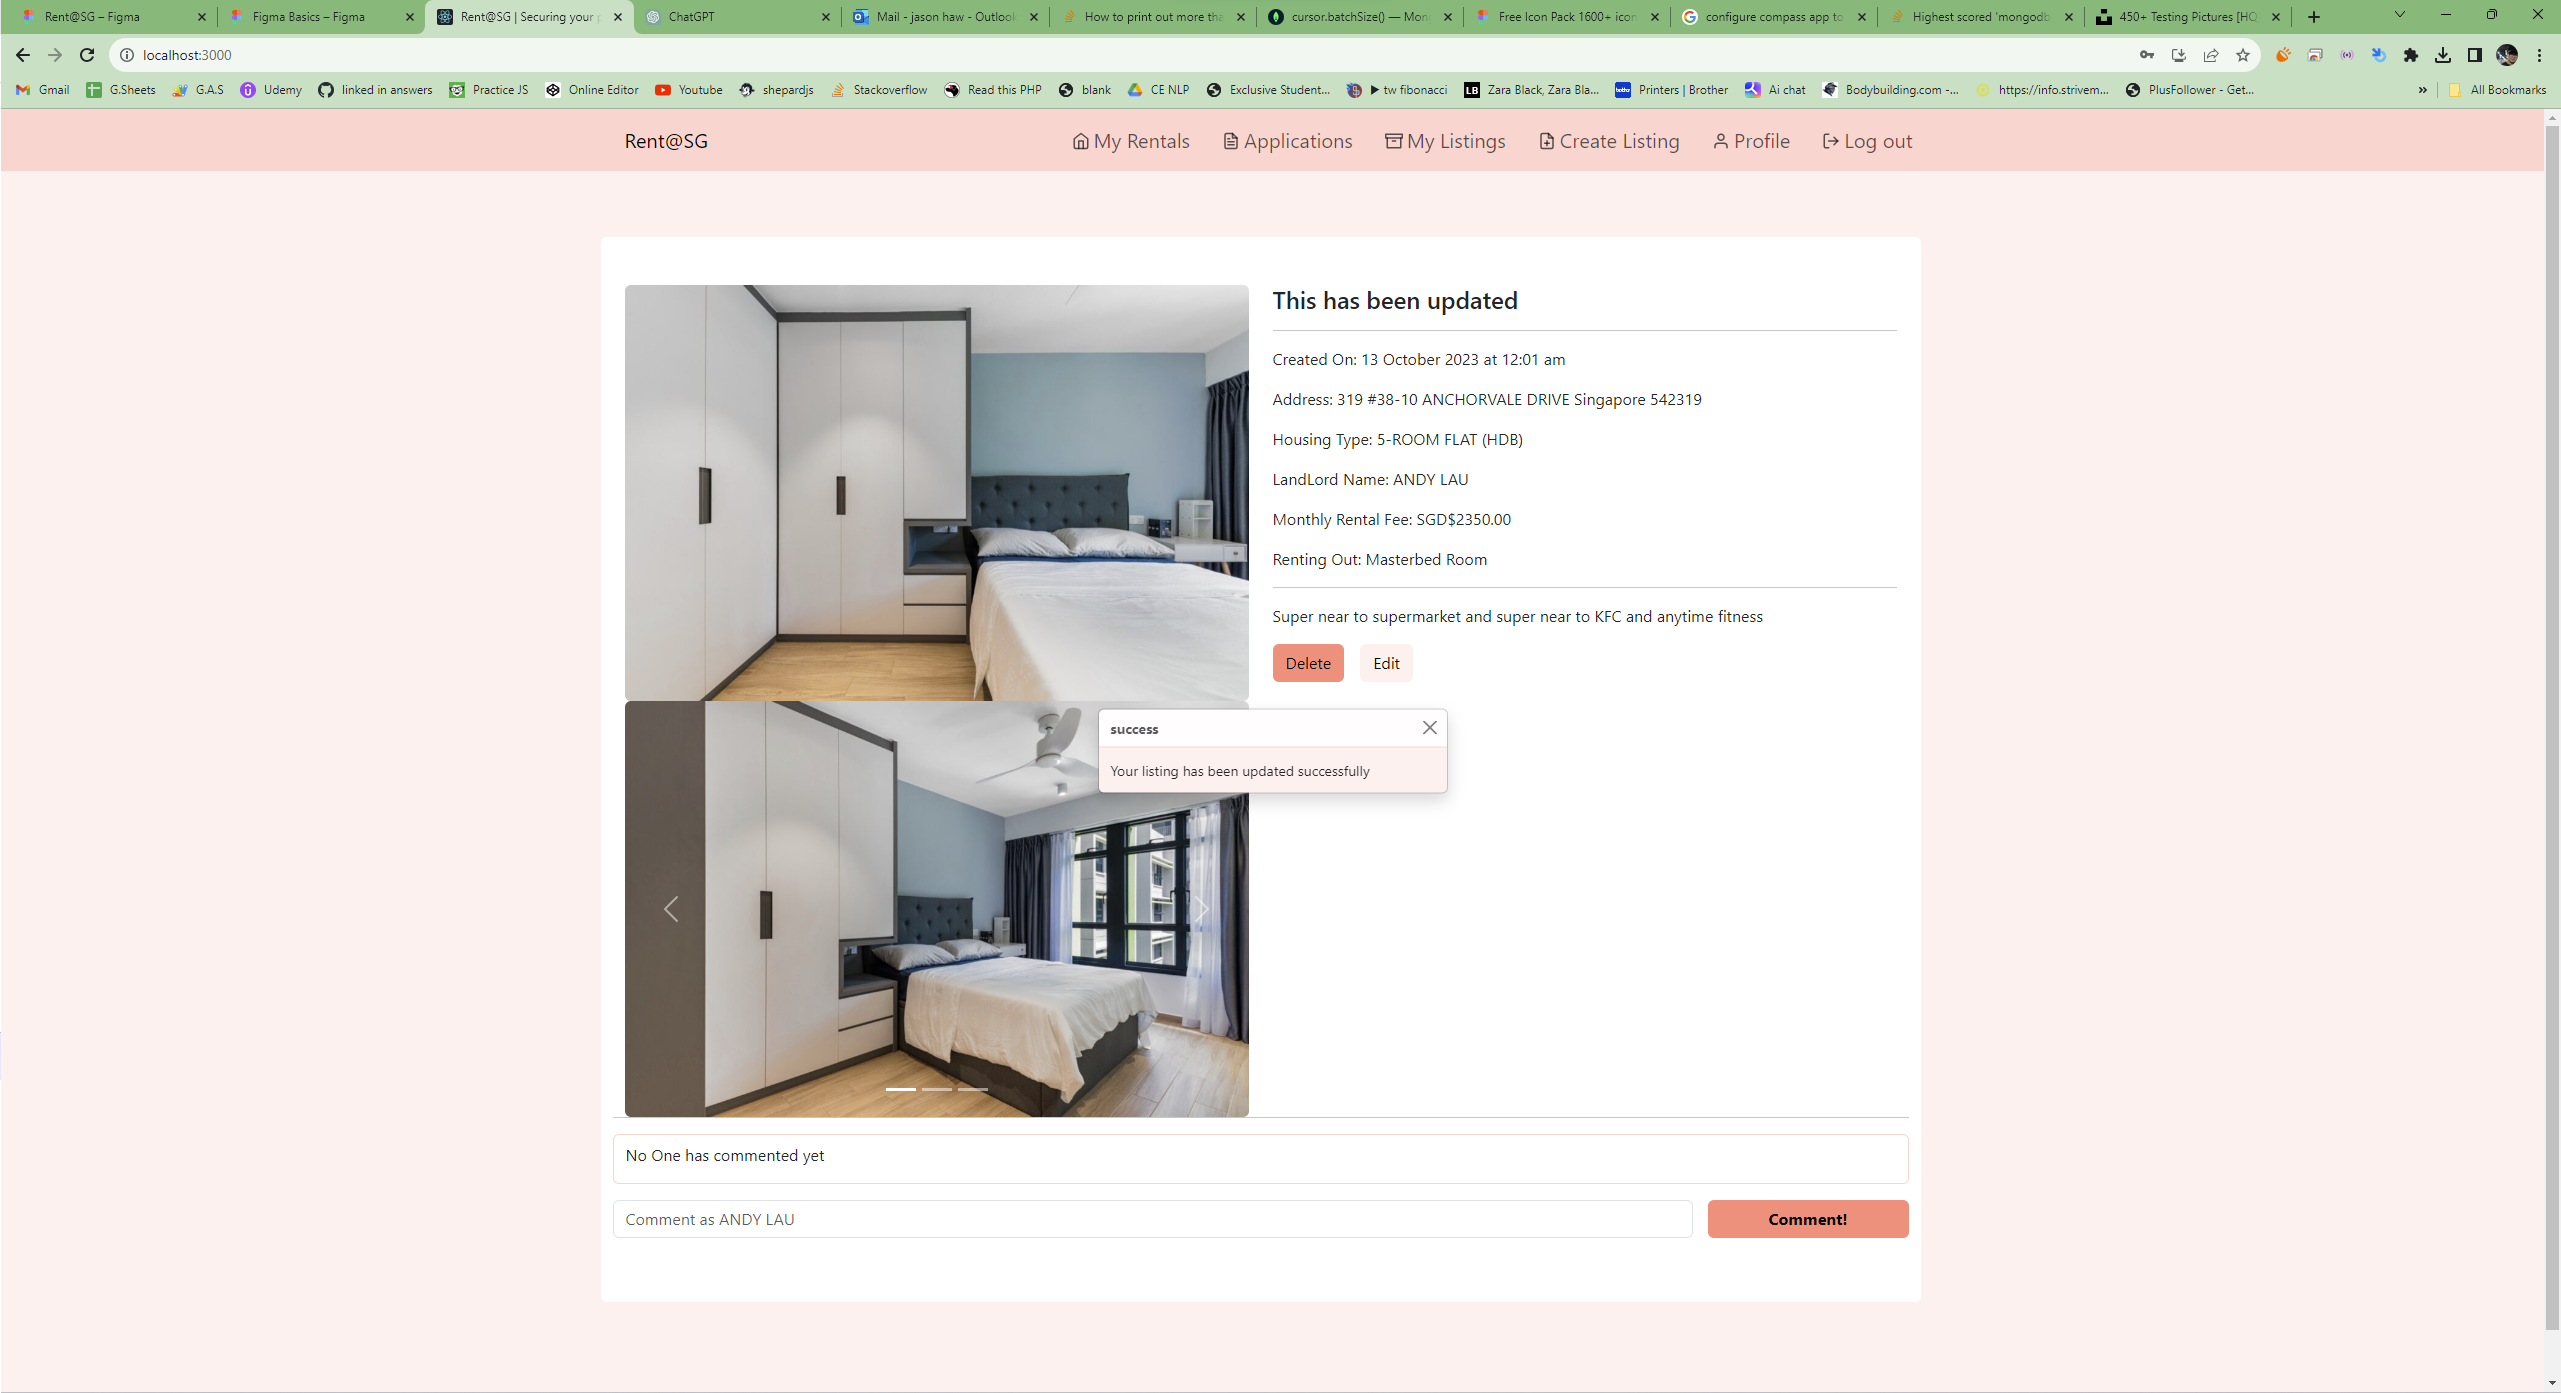 Rent@SG – Figma
Figma Basics – Figma
Rent@SG | Securing your
ChatGPT
Mail - jason haw - Outlook
How to print out more tha
cursor.batchSize() — Mon
Free Icon Pack 1600+ icon
configure compass app to
Highest scored 'mongodb
450+ Testing Pictures [HQ
localhost:3000
Gmail
G.Sheets
G.A.S
Udemy
linked in answers
Practice JS
Online Editor
Youtube
shepardjs
Stackoverflow
Read this PHP
blank
CE NLP
Exclusive Student...
▶ tw fibonacci
LB
Zara Black, Zara Bla...
Printers | Brother
Ai chat
Bodybuilding.com -...
https://info.strivem...
PlusFollower - Get...
»
All Bookmarks
Rent@SG
My Rentals
Applications
My Listings
Create Listing
Profile
Log out
This has been updated
Created On: 13 October 2023 at 12:01 am
Address: 319 #38-10 ANCHORVALE DRIVE Singapore 542319
Housing Type: 5-ROOM FLAT (HDB)
LandLord Name: ANDY LAU
Monthly Rental Fee: SGD$2350.00
Renting Out: Masterbed Room
Super near to supermarket and super near to KFC and anytime fitness
Delete
Edit
success
Your listing has been updated successfully
No One has commented yet
Comment as ANDY LAU
Comment!